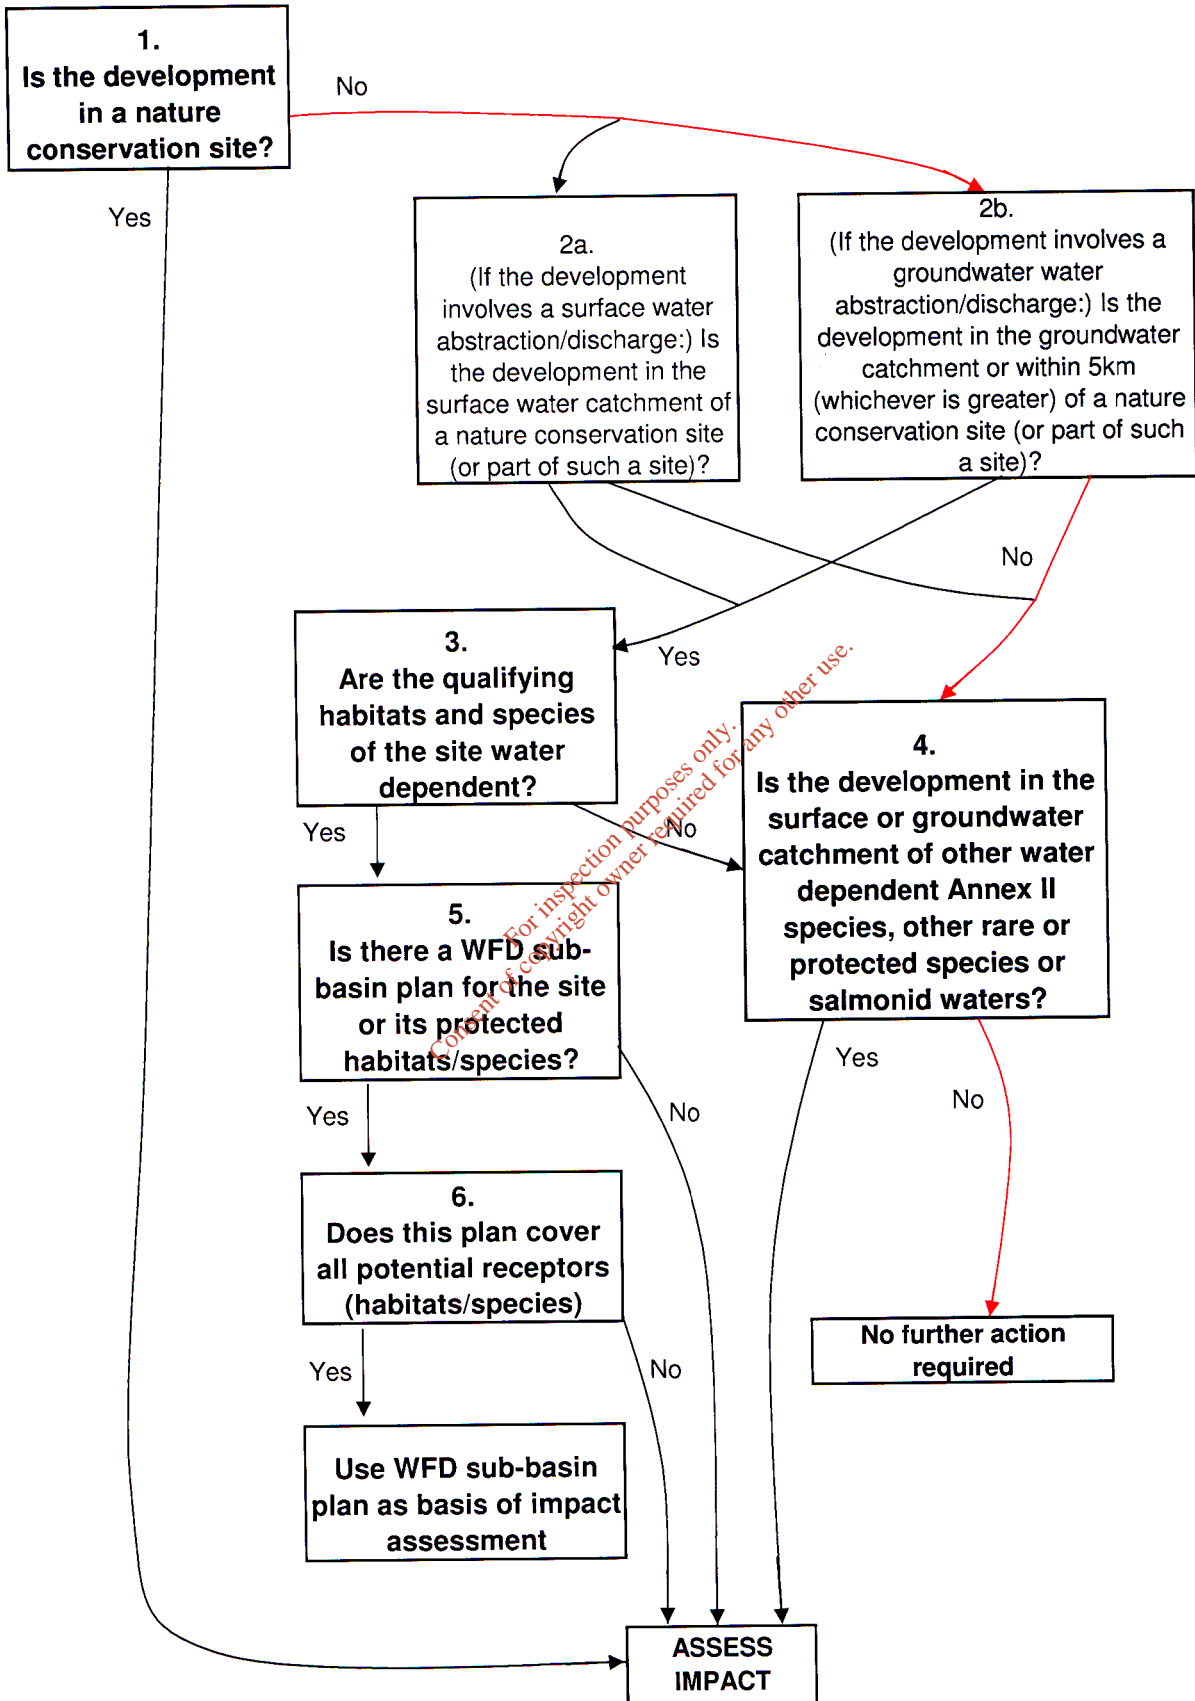 1.
Is the development
in a nature
conservation site?
No
Yes
2a.
(If the development
involves a surface water
abstraction/discharge:) Is
the development in the
surface water catchment of
a nature conservation site
(or part of such a site)?
2b.
(If the development involves a
groundwater water
abstraction/discharge:) Is the
development in the groundwater
catchment or within 5km
(whichever is greater) of a nature
conservation site (or part of such
a site)?
No
Yes
3.
Are the qualifying
habitats and species
of the site water
dependent?
Yes
No
4.
Is the development in the
surface or groundwater
catchment of other water
dependent Annex II
species, other rare or
protected species or
salmonid waters?
For inspection purposes only.
Consent of copyright owner required for any other use.
5.
Is there a WFD sub-
basin plan for the site
or its protected
habitats/species?
Yes
No
Yes
No
6.
Does this plan cover
all potential receptors
(habitats/species)
Yes
No
No further action
required
Use WFD sub-basin
plan as basis of impact
assessment
ASSESS
IMPACT